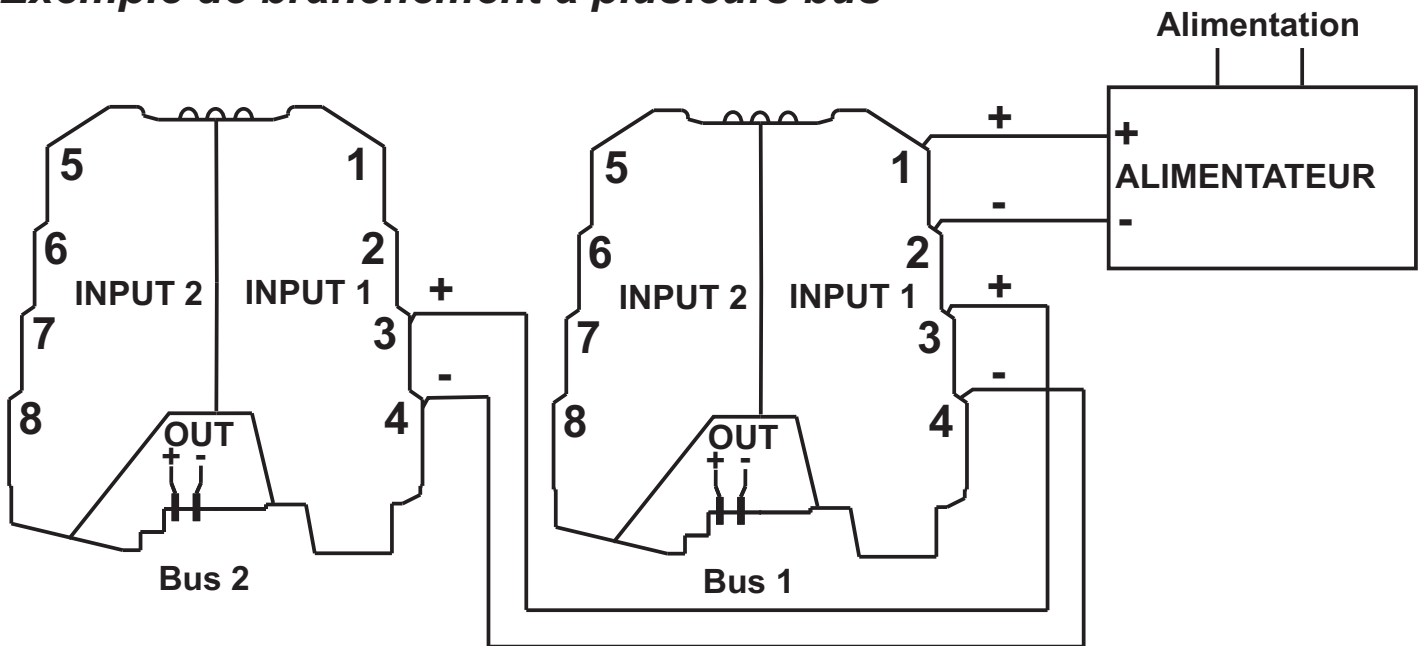 Exemple de branchement à plusieurs bus
Alimentation
+
-
+
ALIMENTATEUR
-
5
1
6
2
INPUT 2
INPUT 1
+
7
3
-
8
4
OUT
+ -
Bus 2
5
1
6
2
INPUT 2
INPUT 1
+
7
3
-
8
4
OUT
+ -
Bus 1